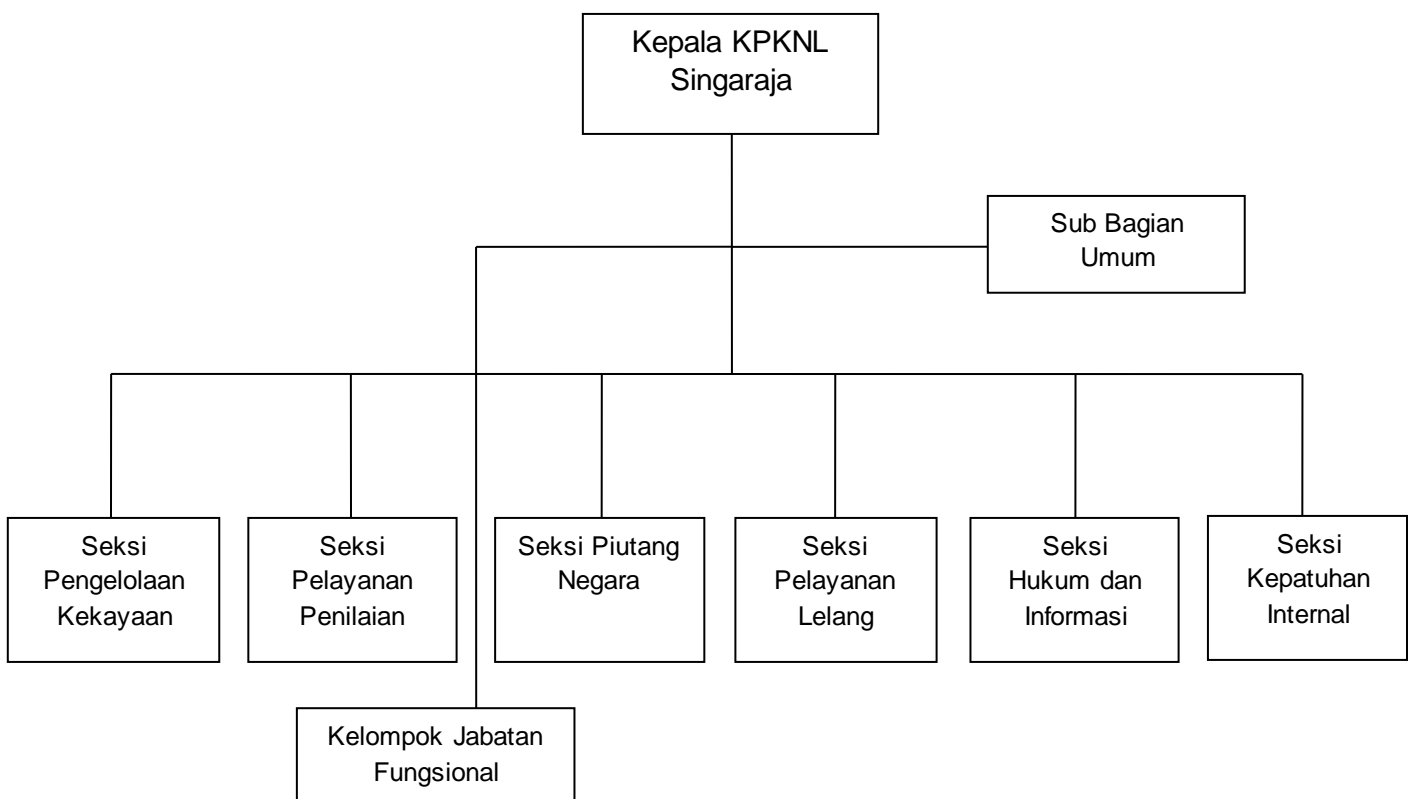 Kepala KPKNL
Singaraja
Sub Bagian
Umum
Seksi
Pengelolaan
Kekayaan
Seksi
Pelayanan
Penilaian
Seksi Piutang
Negara
Seksi
Pelayanan
Lelang
Seksi
Hukum dan
Informasi
Seksi
Kepatuhan
Internal
Kelompok Jabatan
Fungsional